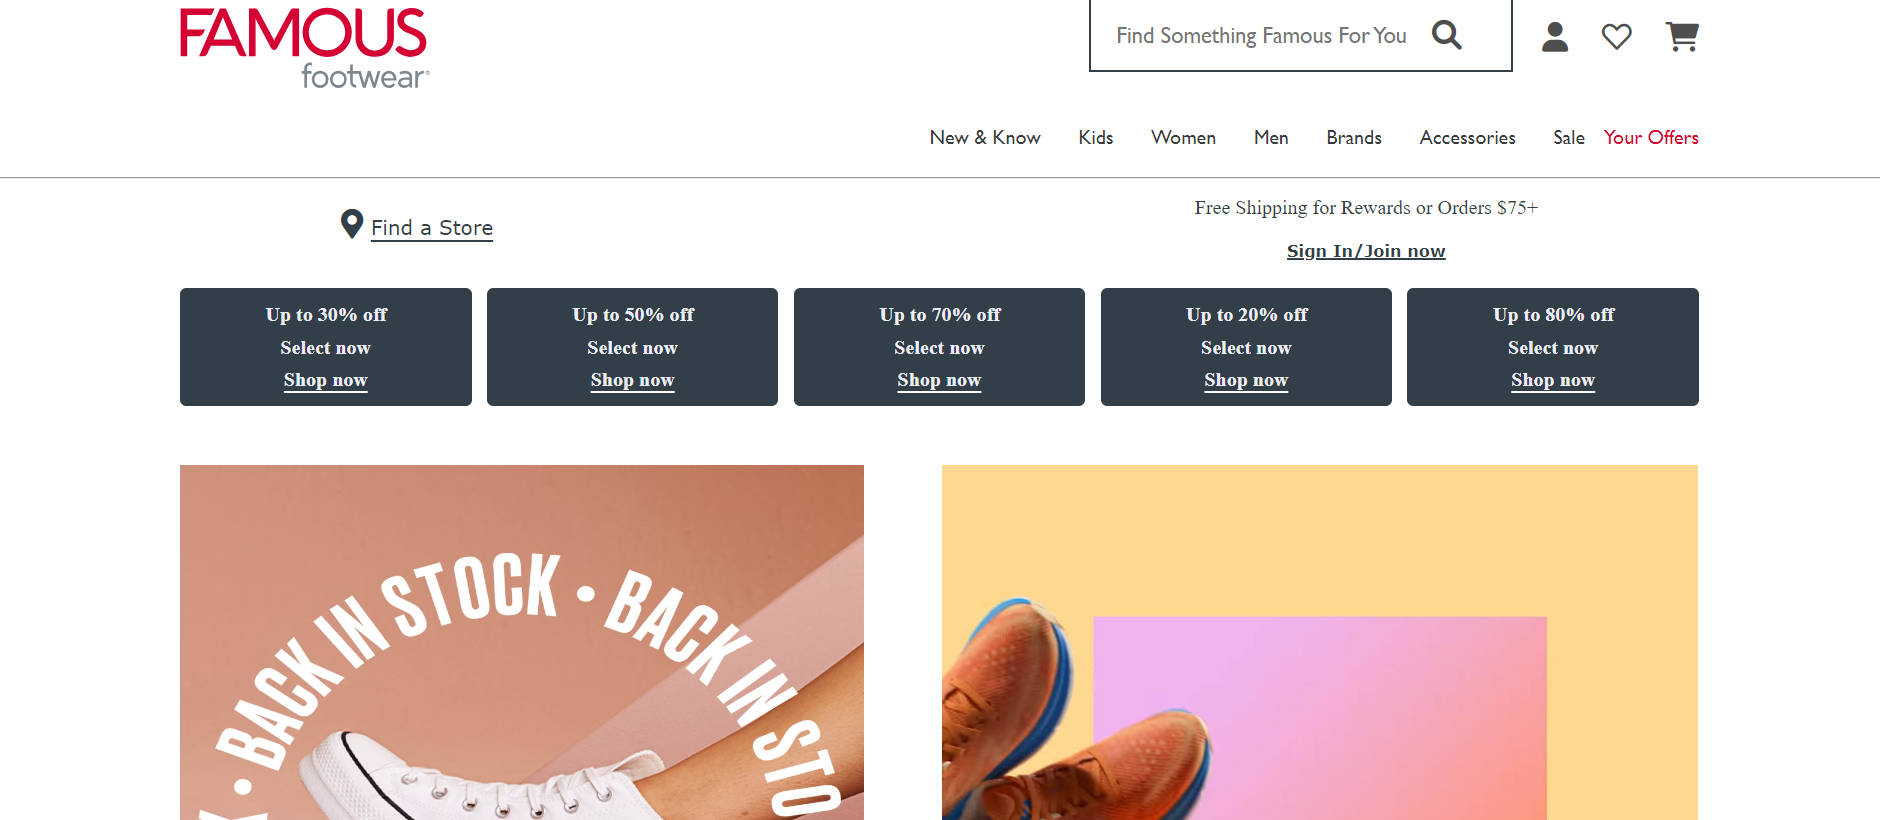 FAMOUS
footwear
Find Something Famous For You
New & Know Kids Women Men Brands Accessories Sale Your Offers
Find a Store
Free Shipping for Rewards or Orders $75+
Sign In/Join now
Up to 30% off
Select now
Shop now
Up to 50% off
Select now
Shop now
Up to 70% off
Select now
Shop now
Up to 20% off
Select now
Shop now
Up to 80% off
Select now
Shop now
K • BACK IN STOCK • BACK IN STO